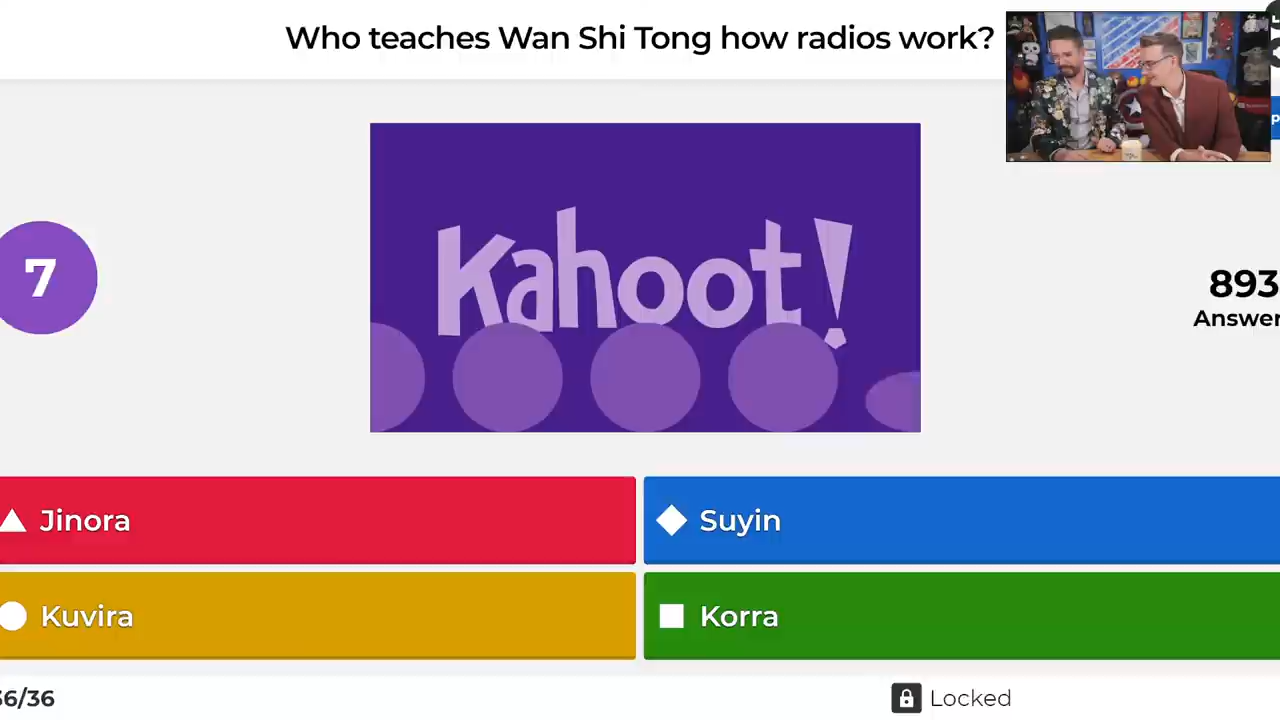 Who teaches Wan Shi Tong how radios work?
Kahoot!
7
893
Answer
Jinora
Suyin
Kuvira
Korra
36/36
Locked